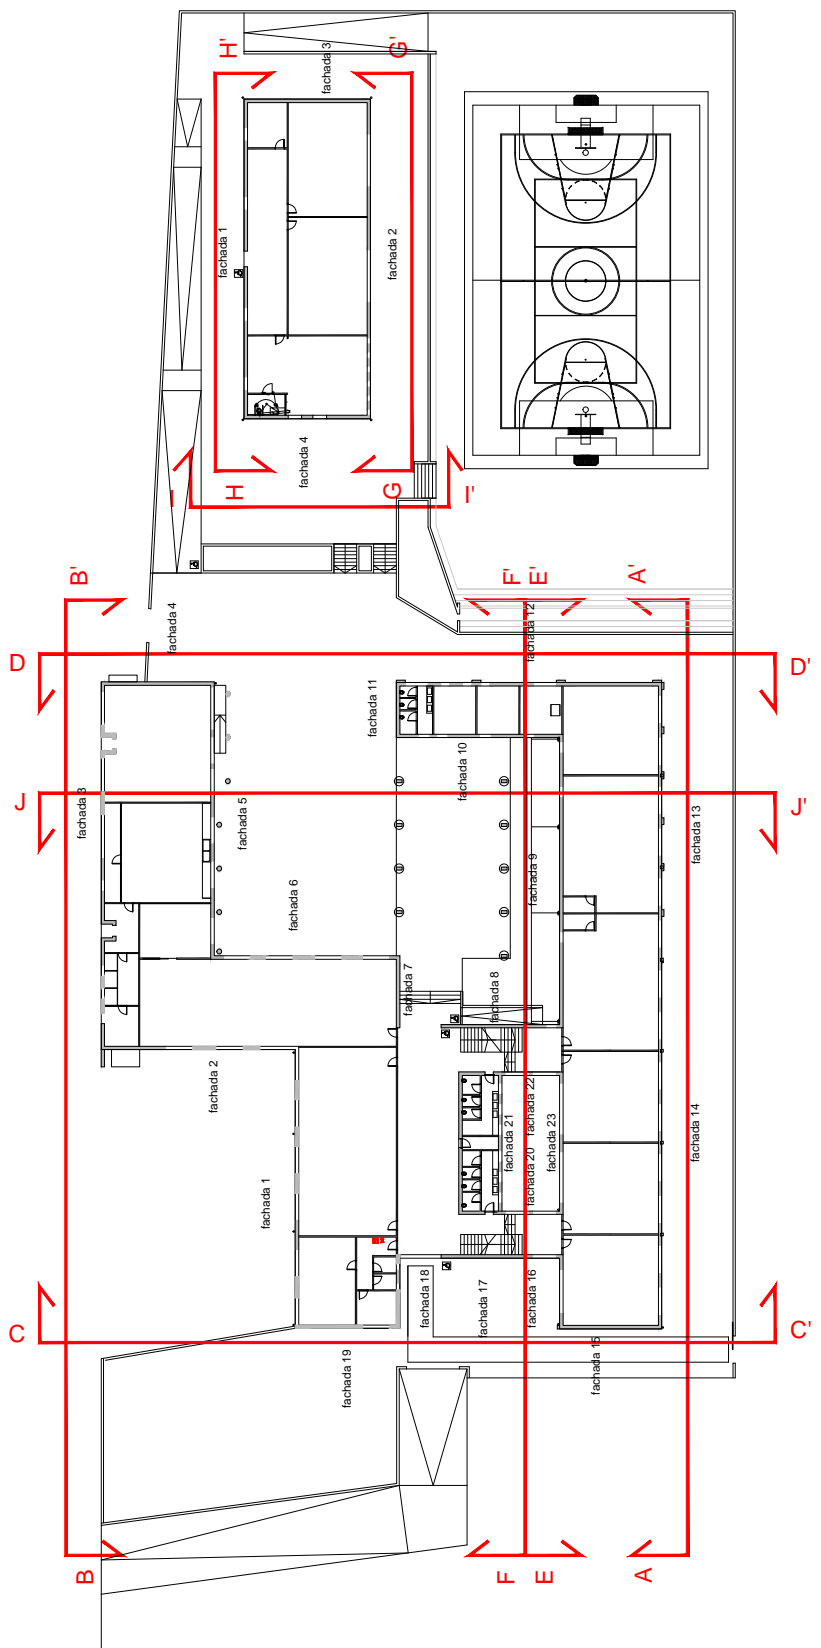 H'
G'
fachada 3
fachada 1
fachada 2
fachada 4
H
G
I
I'
B'
F'
E'
A'
fachada 4
fachada 12
D
D'
fachada 11
fachada 10
J
J'
fachada 3
fachada 5
fachada 13
fachada 6
fachada 9
fachada 7
fachada 8
fachada 2
fachada 22
fachada 21
fachada 23
fachada 14
fachada 20
fachada 1
fachada 18
fachada 17
fachada 16
C
C'
fachada 19
fachada 15
B
F
E
A